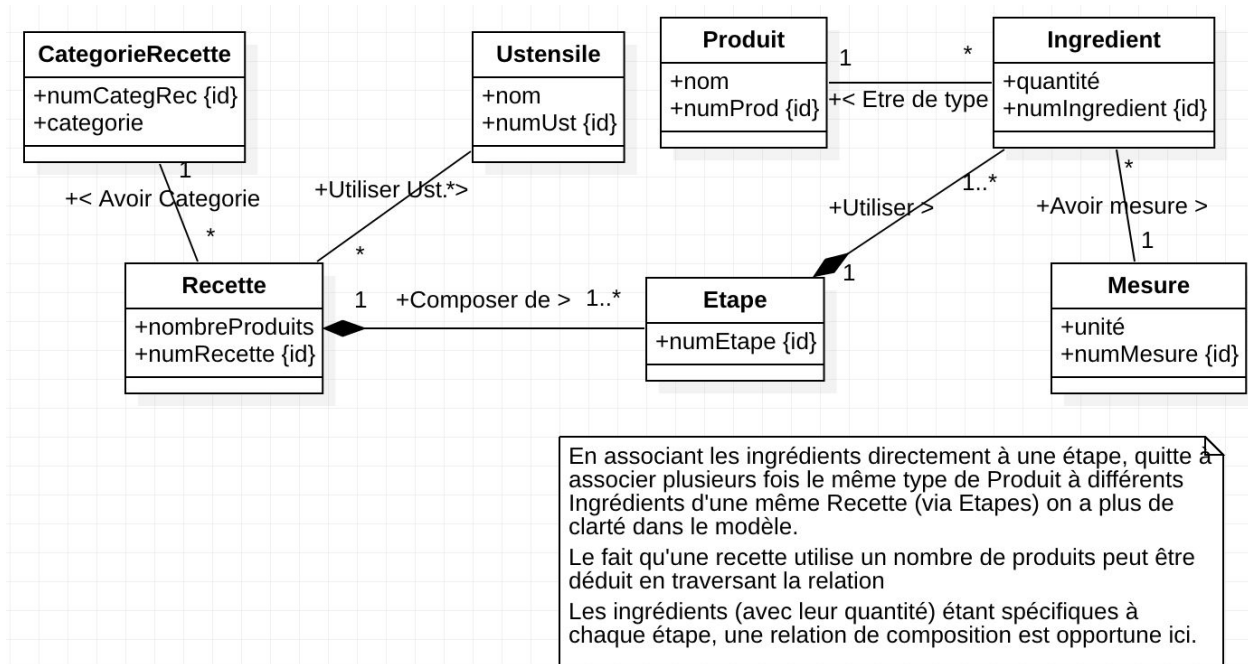 CategorieRecette
+numCategRec {id}
+categorie
Ustensile
+nom
+numUst {id}
Produit
+nom
+numProd {id}
1
*
+< Etre de type
Ingredient
+quantité
+numIngredient {id}
1
+< Avoir Categorie
*
+Utiliser Ust. >
*
*
1..*
+Utiliser >
1
*
+Avoir mesure >
1
Recette
+nombreProduits
+numRecette {id}
1
+Composer de >
1..*
Etape
+numEtape {id}
Mesure
+unité
+numMesure {id}
En associant les ingrédients directement à une étape, quitte à
associer plusieurs fois le même type de Produit à différents
Ingrédients d'une même Recette (via Etapes) on a plus de
clarté dans le modèle.
Le fait qu'une recette utilise un nombre de produits peut être
déduit en traversant la relation
Les ingrédients (avec leur quantité) étant spécifiques à
chaque étape, une relation de composition est opportune ici.